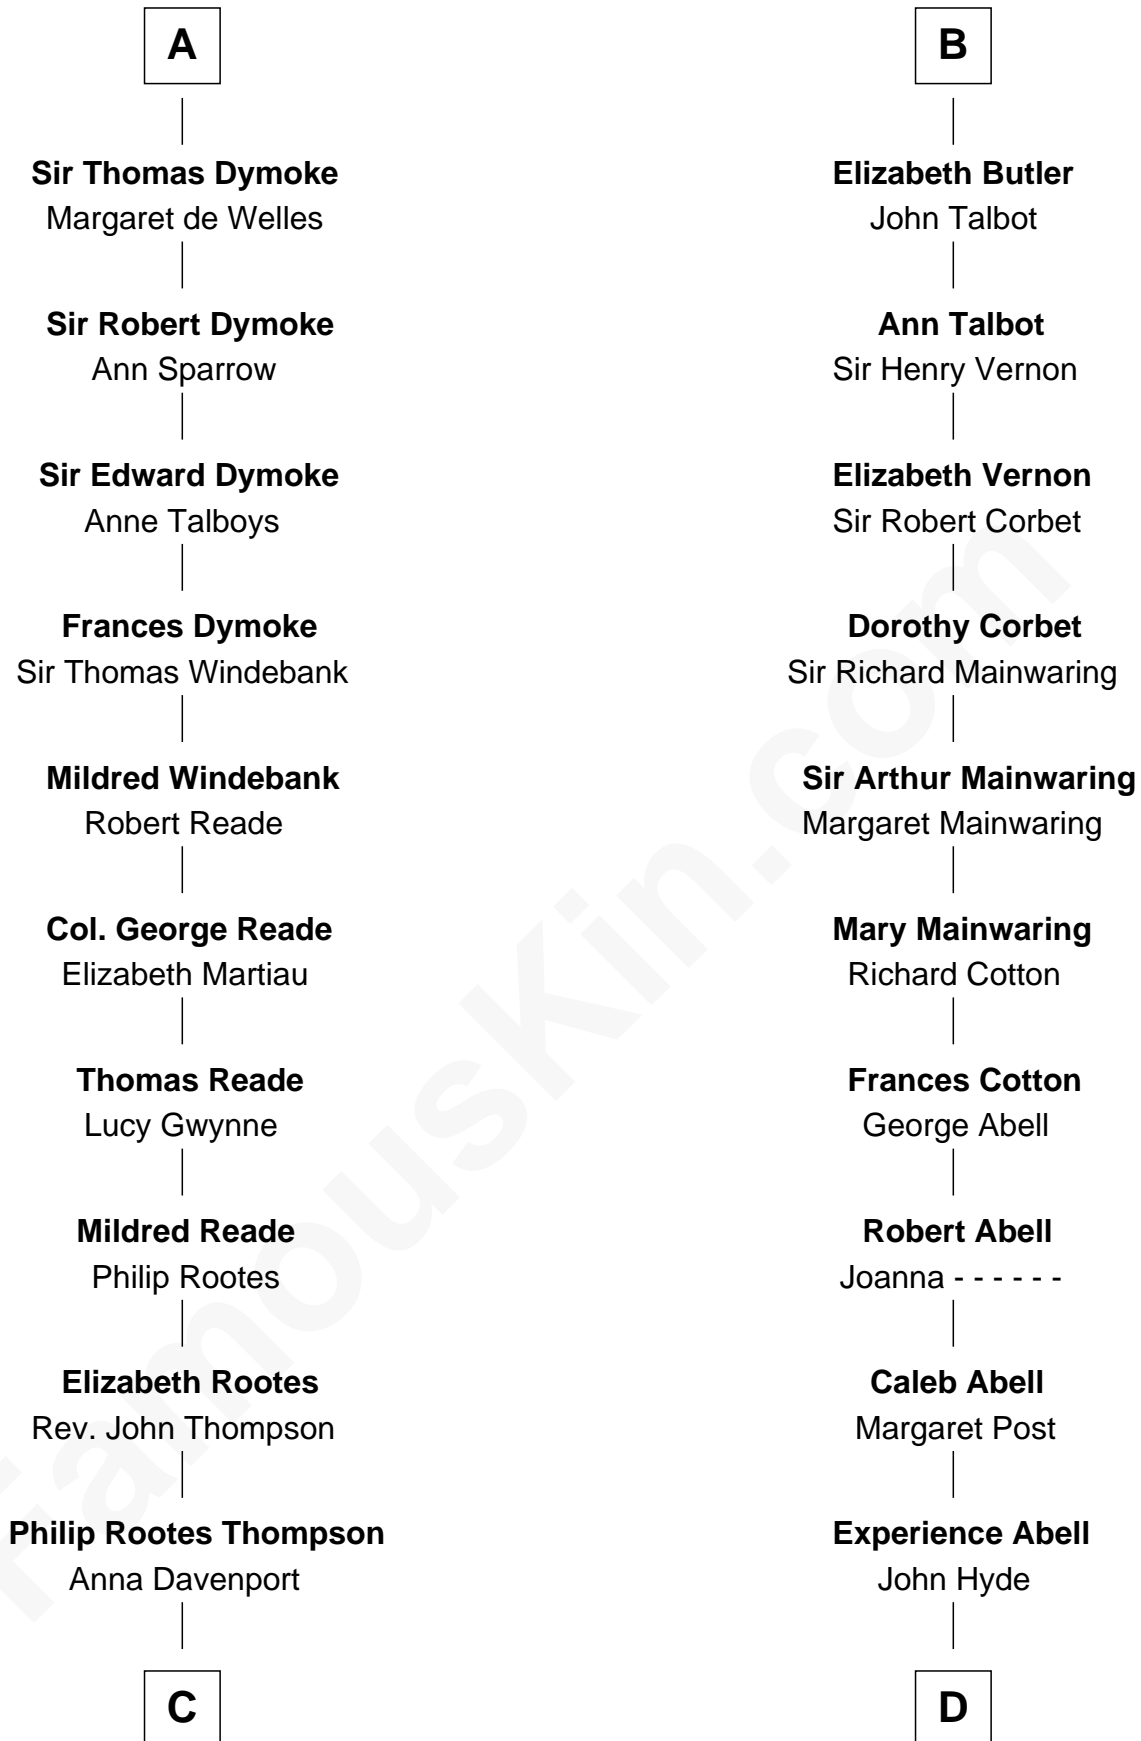 A
Sir Thomas Dymoke
Margaret de Welles
Sir Robert Dymoke
Ann Sparrow
Sir Edward Dymoke
Anne Talboys
Frances Dymoke
Sir Thomas Windebank
Mildred Windebank
Robert Reade
Col. George Reade
Elizabeth Martiau
Thomas Reade
Lucy Gwynne
Mildred Reade
Philip Rootes
Elizabeth Rootes
Rev. John Thompson
Philip Rootes Thompson
Anna Davenport
C
B
Elizabeth Butler
John Talbot
Ann Talbot
Sir Henry Vernon
Elizabeth Vernon
Sir Robert Corbet
Dorothy Corbet
Sir Richard Mainwaring
Sir Arthur Mainwaring
Margaret Mainwaring
Mary Mainwaring
Richard Cotton
Frances Cotton
George Abell
Robert Abell
Joanna - - - - - -
Caleb Abell
Margaret Post
Experience Abell
John Hyde
D
FamousKin.com